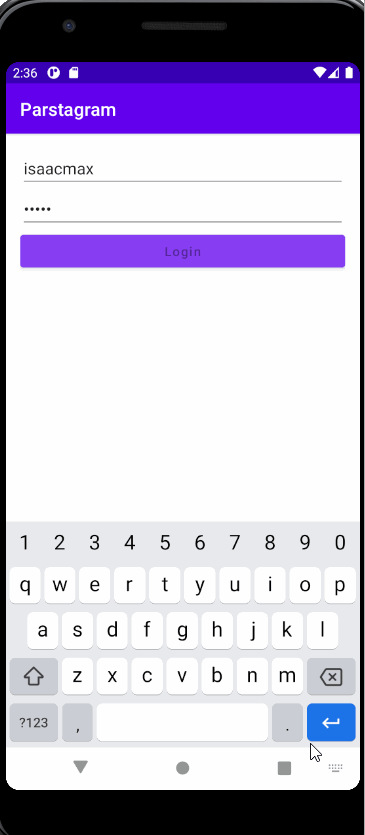 2:36
Parstagram
isaacmax
•••••
Login
1 2 3 4 5 6 7 8 9 0
q w e r t y u i o p
a s d f g h j k l
z x c v b n m
?123 , .